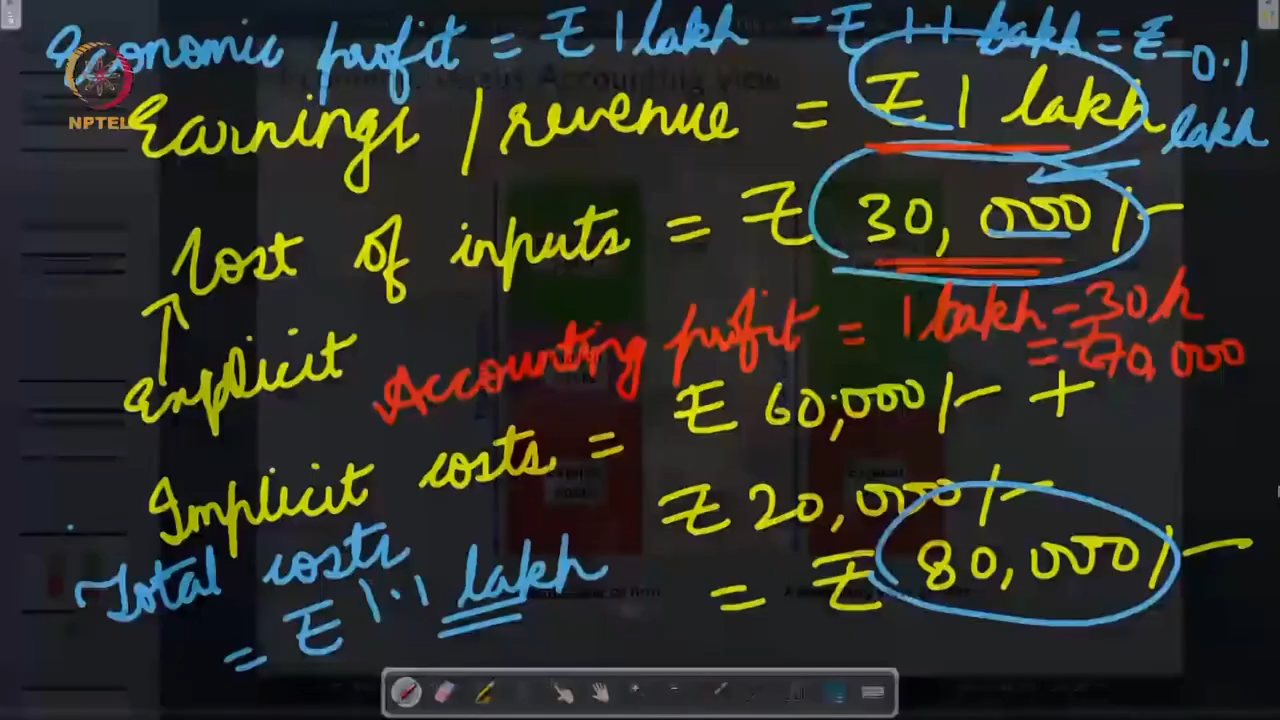 Economic profit = ₹ 1 lakh - ₹ 1.1 lakh = ₹ -0.1 lakh
NPTEL
Earnings / revenue = ₹ 1 lakh
Cost of inputs = ₹ 30,000/-
Explicit
Accounting profit = 1 lakh - 30k
= ₹70,000
Implicit costs = ₹ 60,000/- +
₹ 20,000/-
= ₹ 80,000/-
Total costs
= ₹ 1.1 lakh